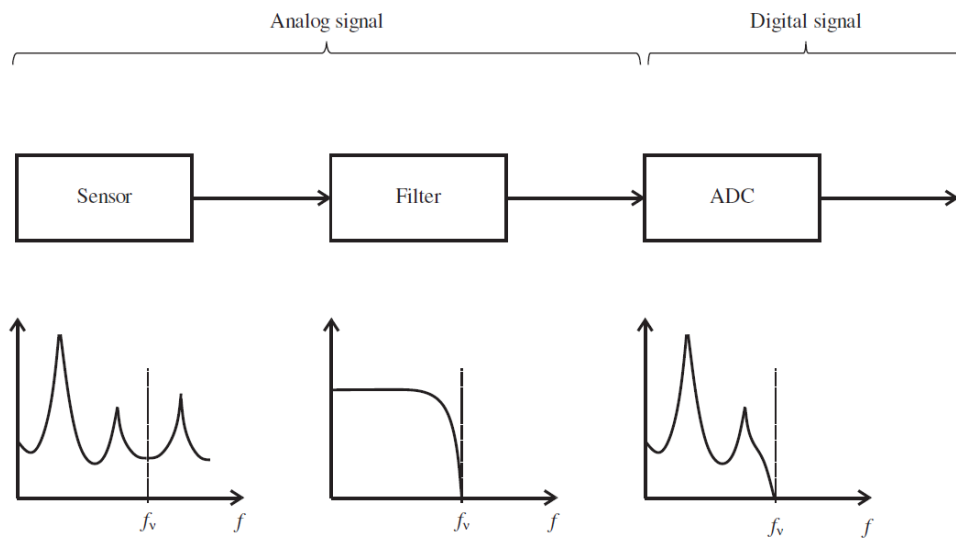 Analog signal
Digital signal
Sensor
Filter
ADC
fᵥ
f
fᵥ
f
fᵥ
f